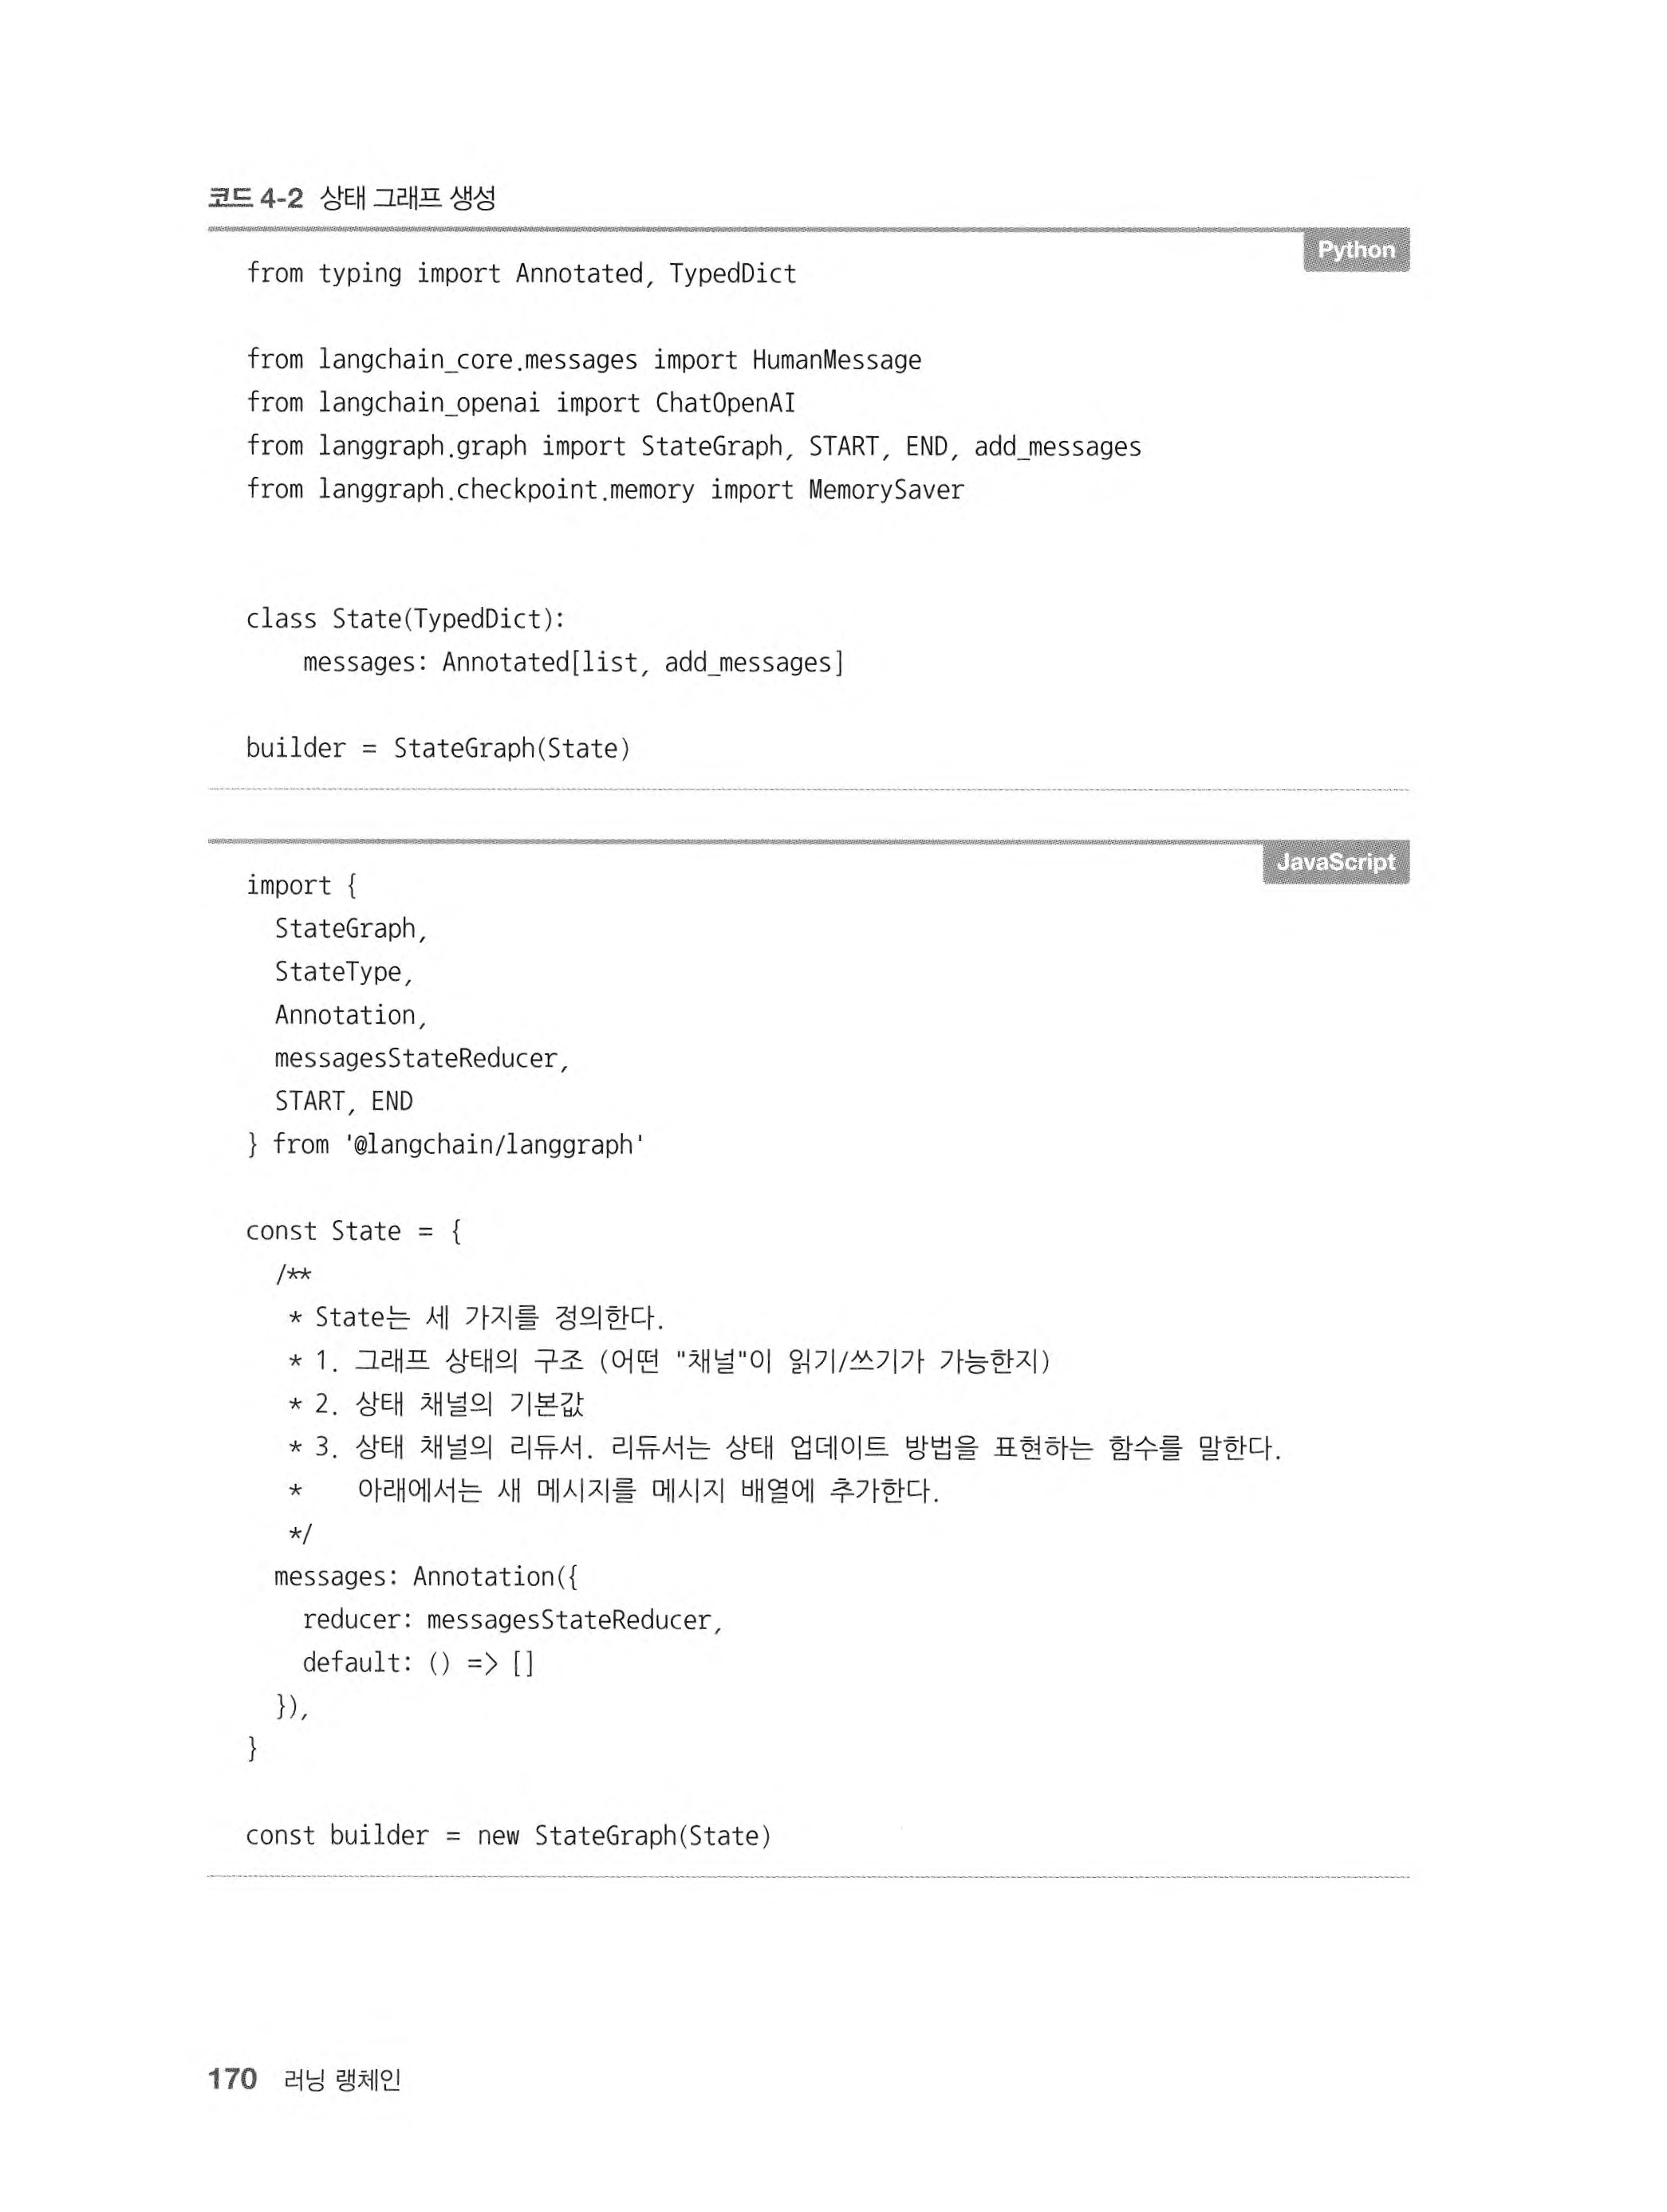 코드 4-2 상태 그래프 생성
Python
from typing import Annotated, TypedDict

from langchain_core.messages import HumanMessage
from langchain_openai import ChatOpenAI
from langgraph.graph import StateGraph, START, END, add_messages
from langgraph.checkpoint.memory import MemorySaver

class State(TypedDict):
    messages: Annotated[list, add_messages]

builder = StateGraph(State)

JavaScript
import {
  StateGraph,
  StateType,
  Annotation,
  messagesStateReducer,
  START, END
} from '@langchain/langgraph'

const State = {
  /**
   * State는 세 가지를 정의한다.
   * 1. 그래프 상태의 구조 (어떤 "채널"이 읽기/쓰기가 가능한지)
   * 2. 상태 채널의 기본값
   * 3. 상태 채널의 리듀서. 리듀서는 상태 업데이트 방법을 표현하는 함수를 말한다.
   *    아래에서는 새 메시지를 메시지 배열에 추가한다.
   */
  messages: Annotation({
    reducer: messagesStateReducer,
    default: () => []
  }),
}

const builder = new StateGraph(State)

170 러닝 랭체인